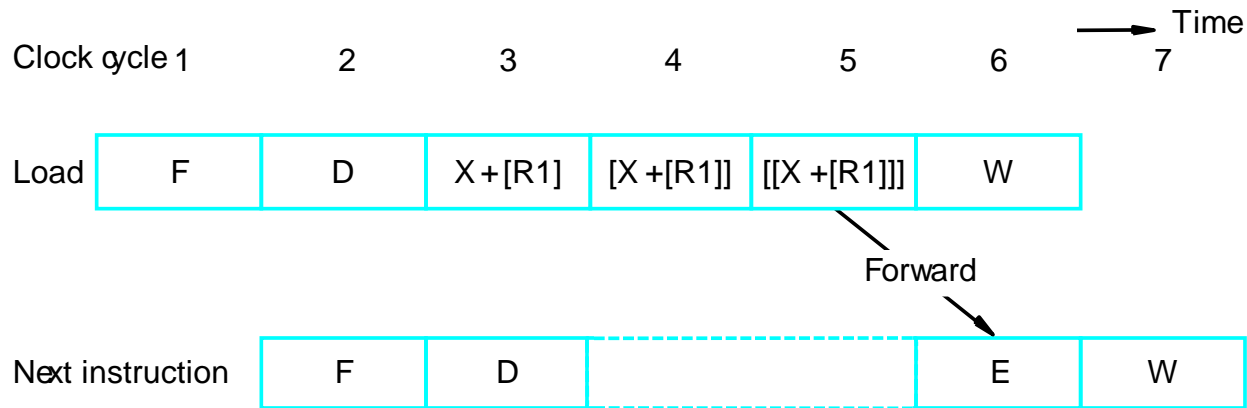 Time
Clock cycle 1 2 3 4 5 6 7
Load F D X + [R1] [X + [R1]] [[X + [R1]]] W
Forward
Next instruction F D E W